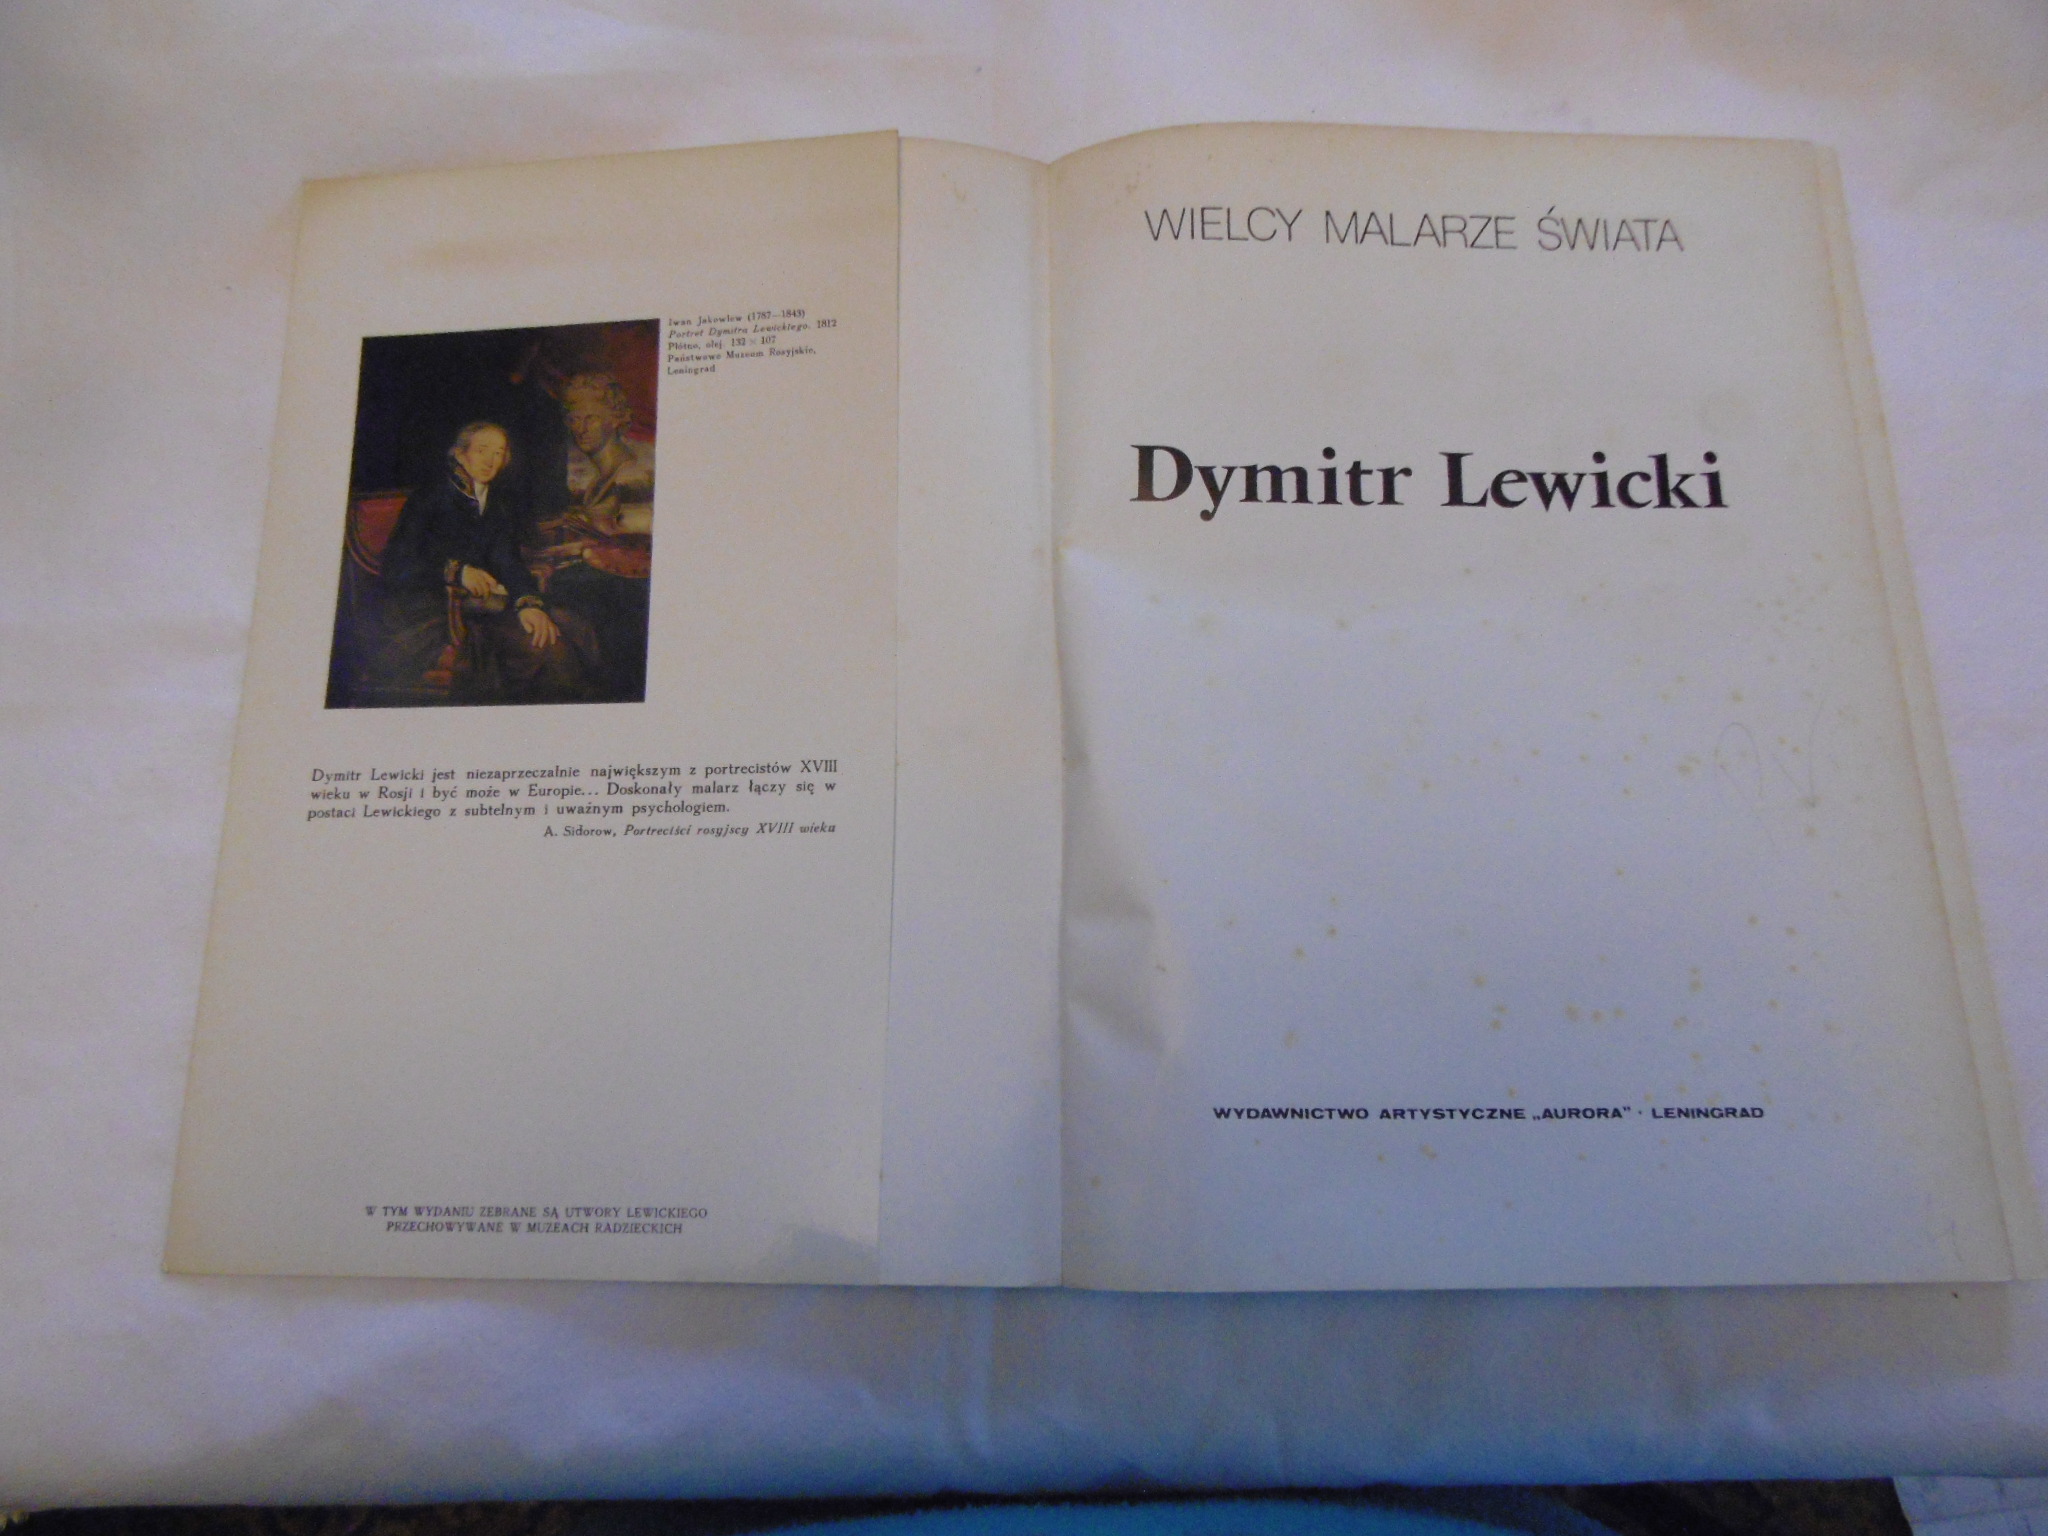 Iwan Jakowlew (1787—1843)
Portret Dymitra Lewickiego. 1812
Płótno, olej. 132 × 107
Państwowe Muzeum Rosyjskie,
Leningrad
Dymitr Lewicki jest niezaprzeczalnie największym z portrecistów XVIII
wieku w Rosji i być może w Europie... Doskonały malarz łączy się w
postaci Lewickiego z subtelnym i uważnym psychologiem.
A. Sidorow, Portreciści rosyjscy XVIII wieku
W TYM WYDANIU ZEBRANE SĄ UTWORY LEWICKIEGO
PRZECHOWYWANE W MUZEACH RADZIECKICH
WIELCY MALARZE ŚWIATA
Dymitr Lewicki
WYDAWNICTWO ARTYSTYCZNE „AURORA” · LENINGRAD